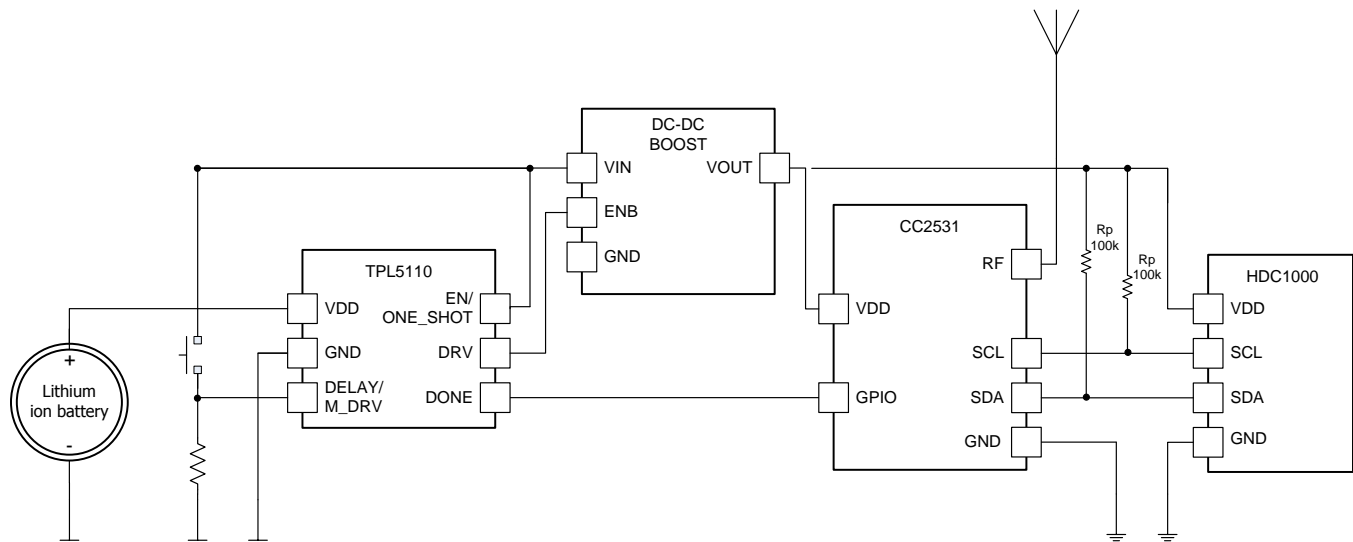 DC-DC
BOOST
VIN
VOUT
ENB
GND
TPL5110
VDD
EN/
ONE_SHOT
GND
DRV
DELAY/
M_DRV
DONE
+
Lithium
ion battery
-
CC2531
RF
VDD
SCL
GPIO
SDA
GND
Rp
100k
Rp
100k
HDC1000
VDD
SCL
SDA
GND